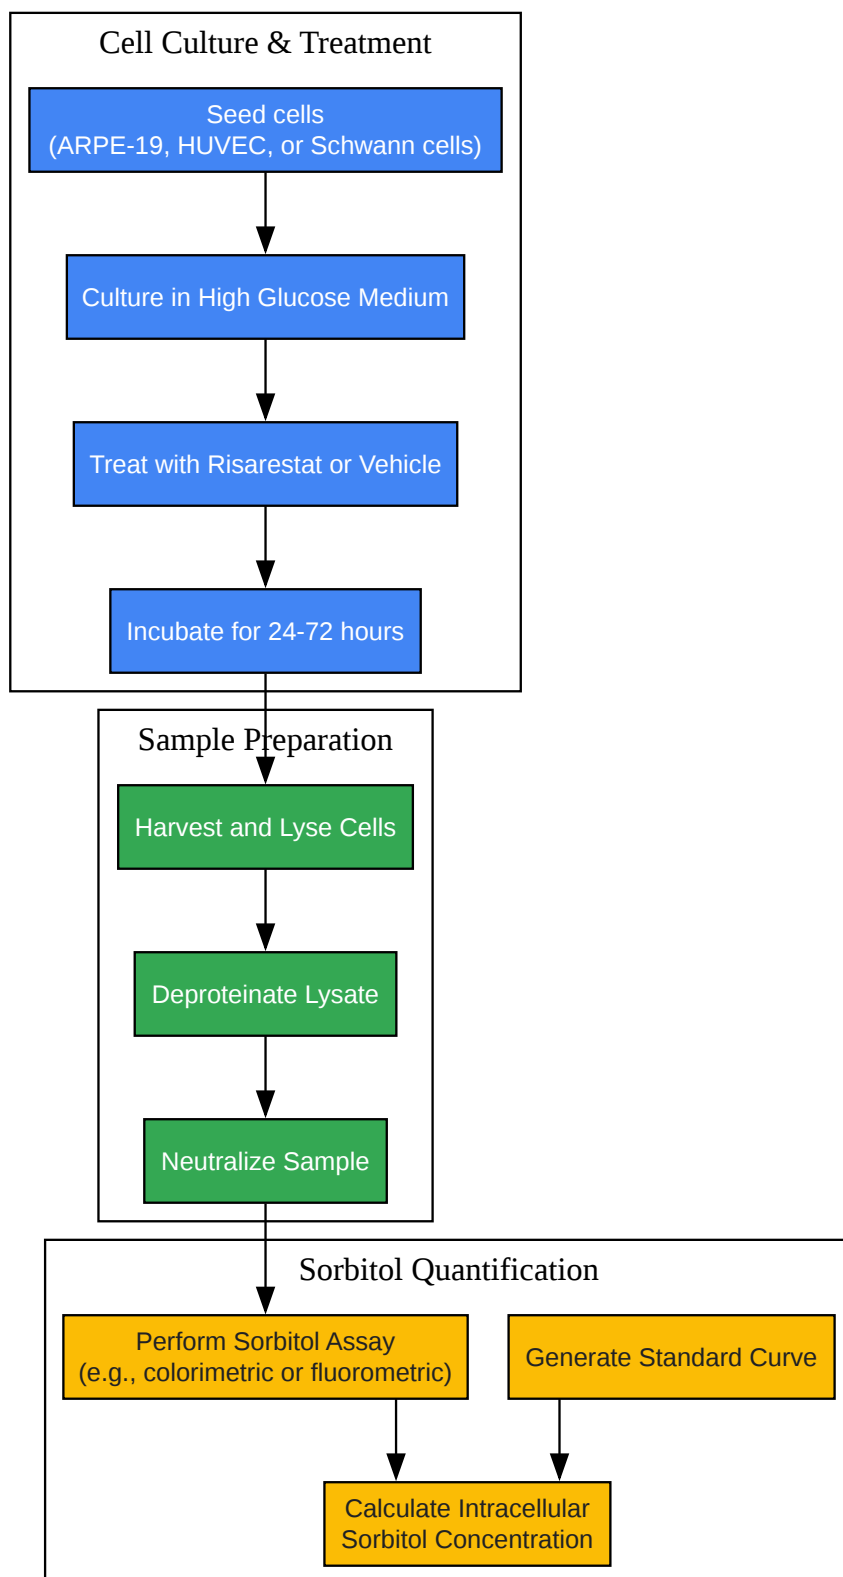 Cell Culture & Treatment
Seed cells
(ARPE-19, HUVEC, or Schwann cells)
Culture in High Glucose Medium
Treat with Risarestat or Vehicle
Incubate for 24-72 hours
Sample Preparation
Harvest and Lyse Cells
Deproteinate Lysate
Neutralize Sample
Sorbitol Quantification
Perform Sorbitol Assay
(e.g., colorimetric or fluorometric)
Generate Standard Curve
Calculate Intracellular
Sorbitol Concentration